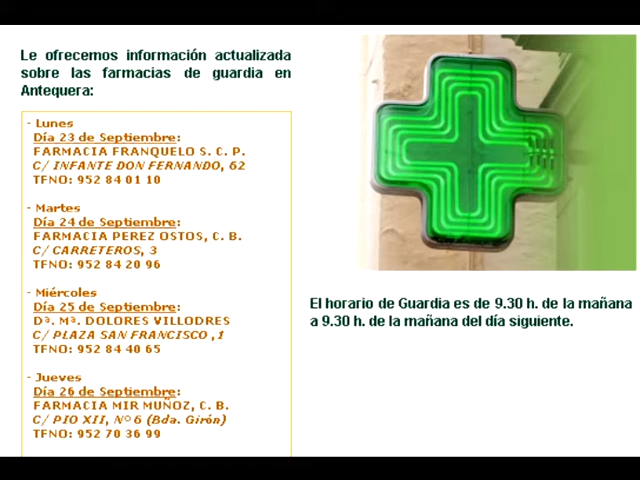 Le ofrecemos información actualizada
sobre las farmacias de guardia en
Antequera:
- Lunes
Día 23 de Septiembre:
FARMACIA FRANQUELO S. C. P.
C/ INFANTE DON FERNANDO, 62
TFNO: 952 84 01 10
- Martes
Día 24 de Septiembre:
FARMACIA PEREZ OSTOS, C. B.
C/ CARRETEROS, 3
TFNO: 952 84 20 96
- Miércoles
Día 25 de Septiembre:
Dª. Mª. DOLORES VILLODRES
C/ PLAZA SAN FRANCISCO ,1
TFNO: 952 84 40 65
- Jueves
Día 26 de Septiembre:
FARMACIA MIR MUÑOZ, C. B.
C/ PIO XII, Nº 6 (Bda. Girón)
TFNO: 952 70 36 99
El horario de Guardia es de 9.30 h. de la mañana
a 9.30 h. de la mañana del día siguiente.